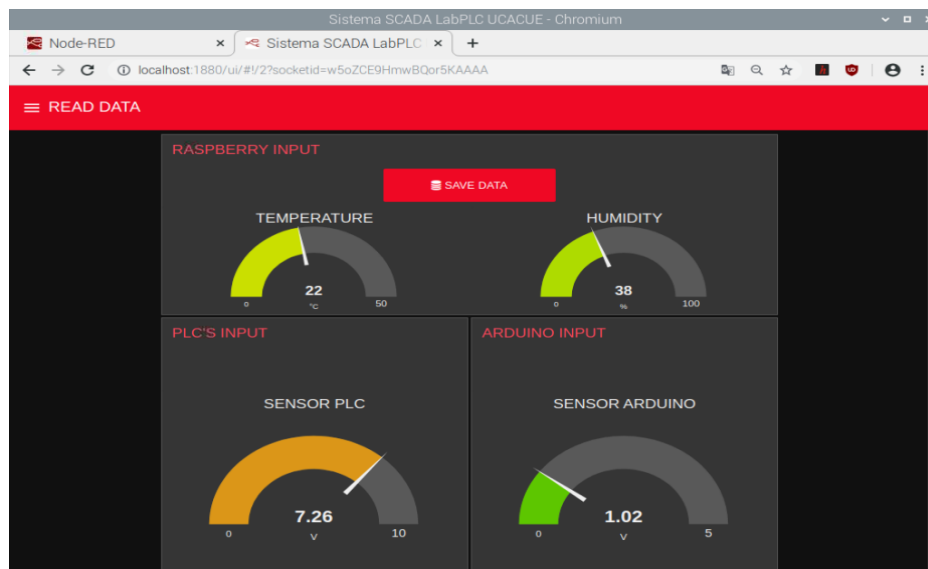 Sistema SCADA LabPLC UCACUE - Chromium
Node-RED
Sistema SCADA LabPLC
localhost:1880/ui/#!/2?socketid=w5oZCE9HmwBQor5KAAAA
READ DATA
RASPBERRY INPUT
SAVE DATA
TEMPERATURE
22
0 °C 50
HUMIDITY
38
0 % 100
PLC'S INPUT
SENSOR PLC
7.26
0 V 10
ARDUINO INPUT
SENSOR ARDUINO
1.02
0 V 5